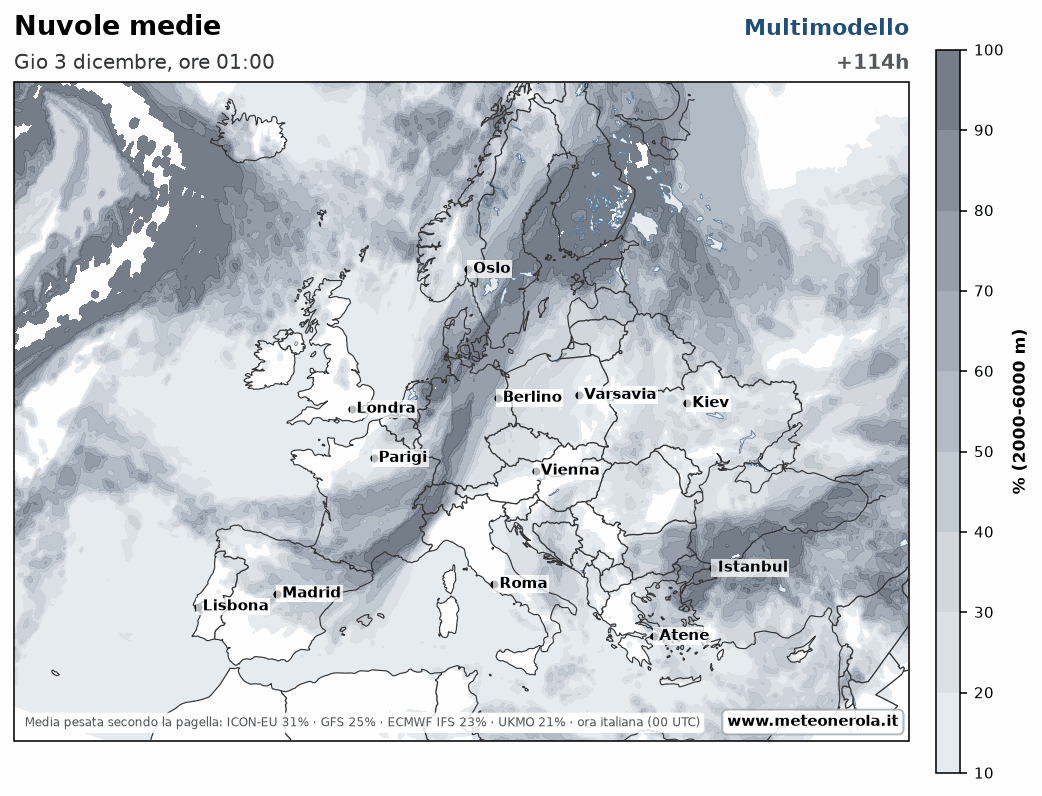 Nuvole medie
Multimodello
Gio 3 dicembre, ore 01:00
+114h
100
90
80
70
60
50
40
30
20
10
% (2000-6000 m)
Oslo
Londra
Berlino
Varsavia
Kiev
Parigi
Vienna
Istanbul
Roma
Madrid
Lisbona
Atene
Media pesata secondo la pagella: ICON-EU 31% · GFS 25% · ECMWF IFS 23% · UKMO 21% · ora italiana (00 UTC)
www.meteonerola.it